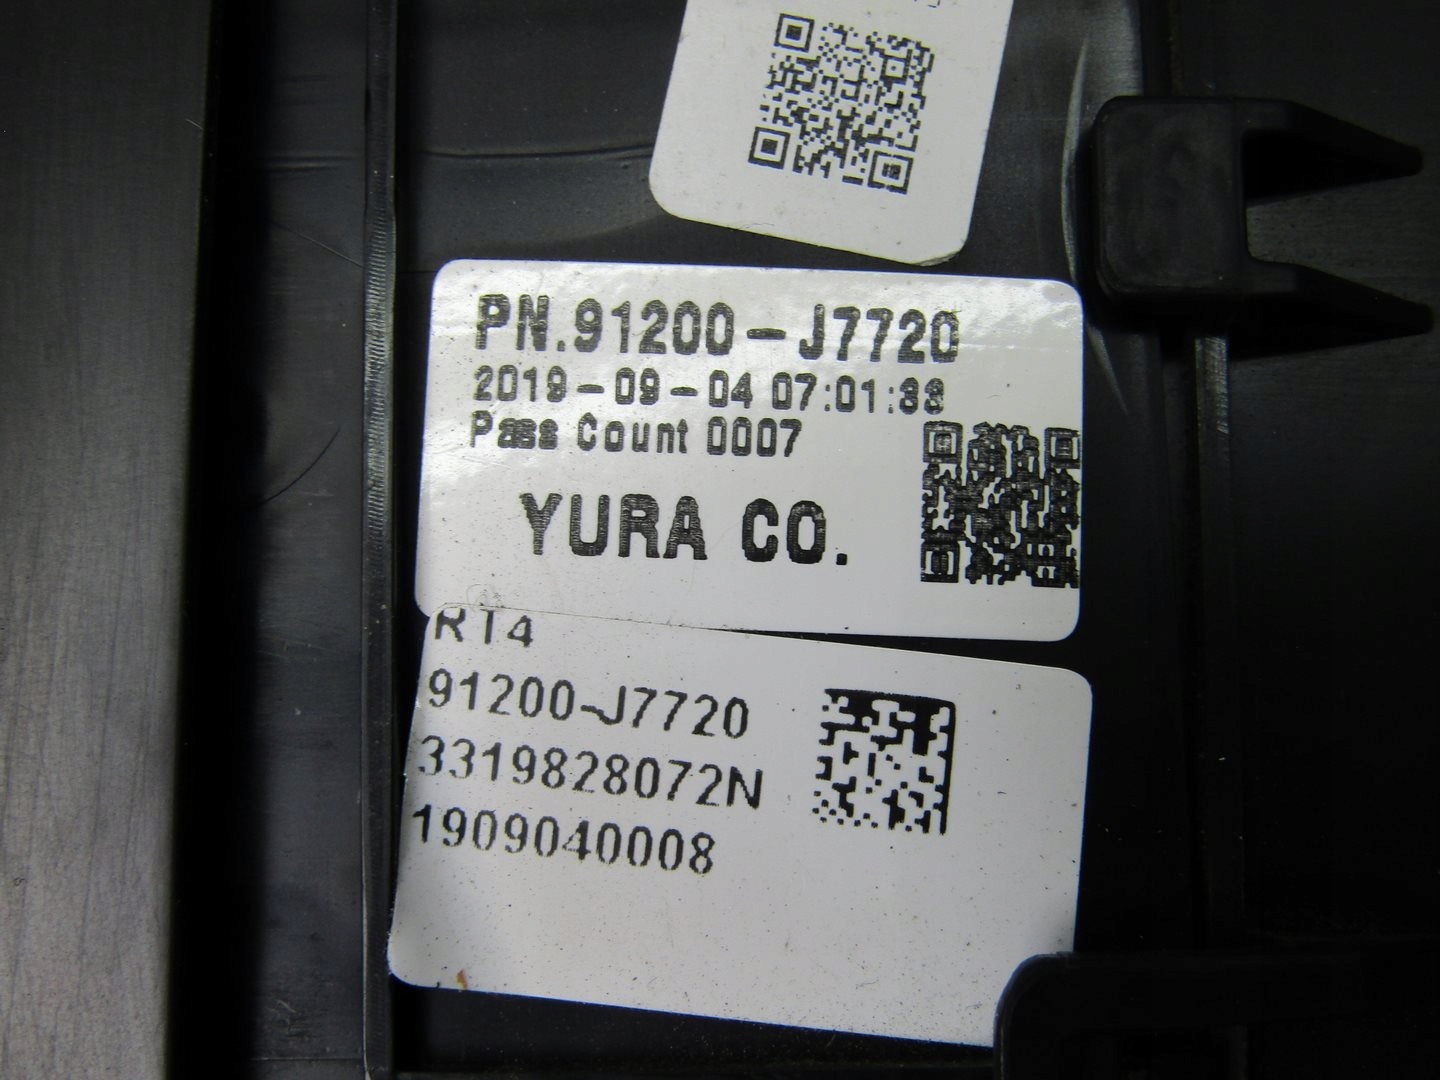 PN.91200-J7720
2019-09-04 07:01:33
Pass Count 0007
YURA CO.
RT4
91200-J7720
3319828072N
1909040008